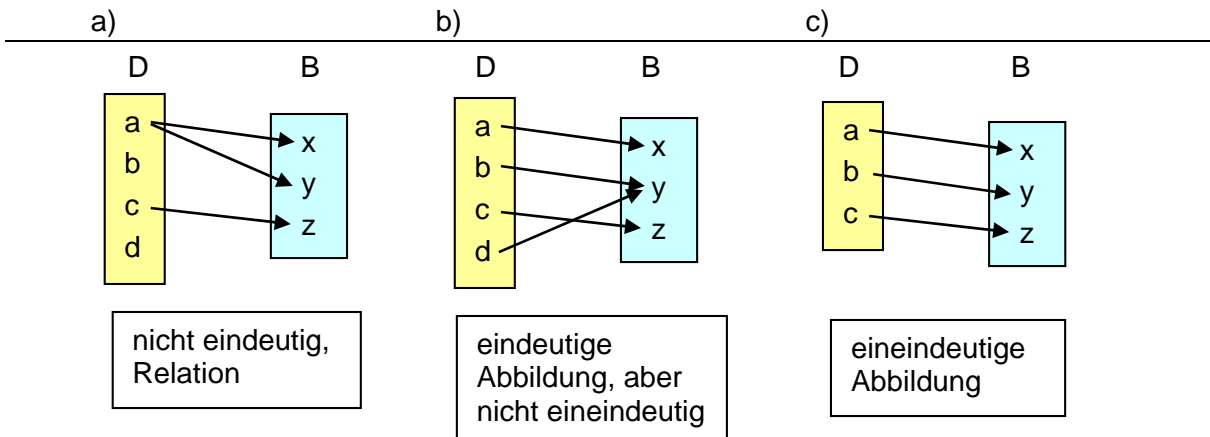 a) b) c)
D B D B D B
a x a x a x
b y b y b y
c z c z c z
d d
nicht eindeutig,
Relation
eindeutige
Abbildung, aber
nicht eineindeutig
eineindeutige
Abbildung